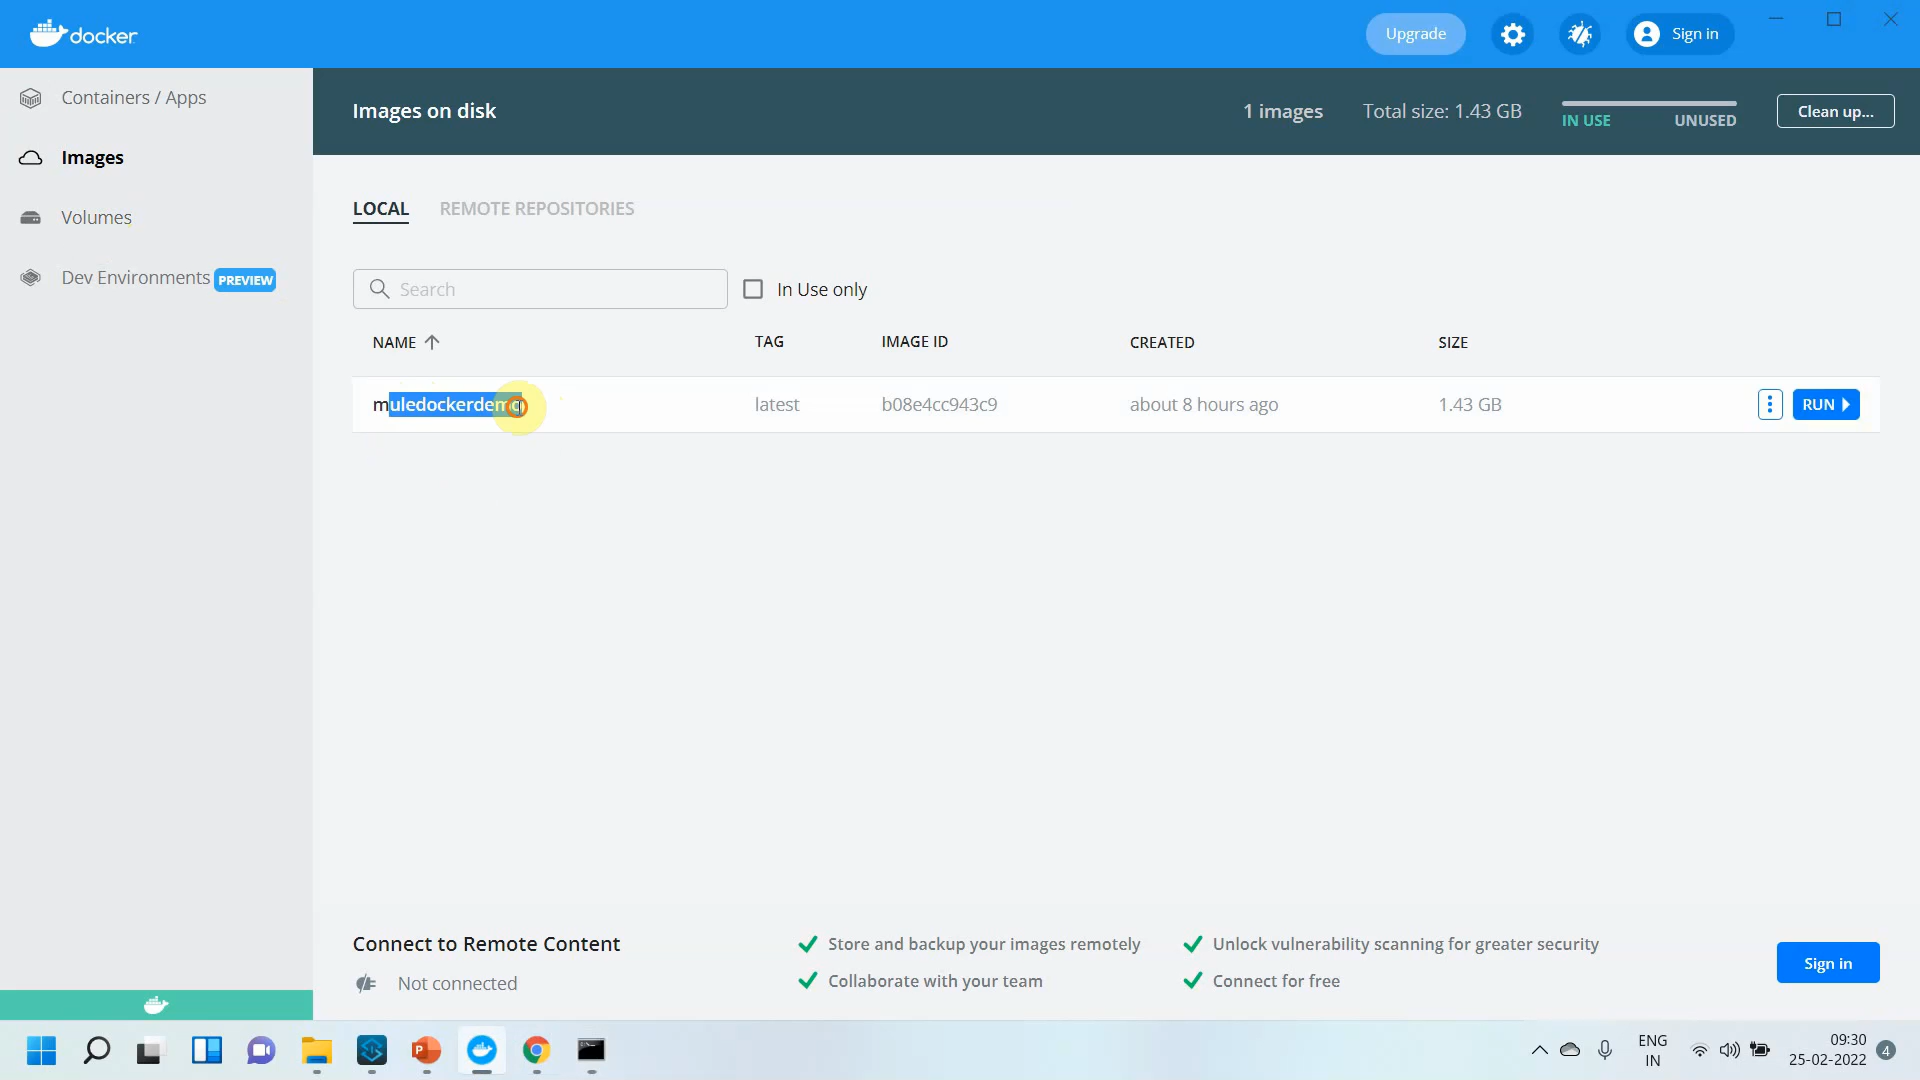 docker
Upgrade
Sign in
Containers / Apps
Images
Volumes
Dev Environments PREVIEW
Images on disk
1 images
Total size: 1.43 GB
IN USE
UNUSED
Clean up...
LOCAL
REMOTE REPOSITORIES
Search
In Use only
NAME
TAG
IMAGE ID
CREATED
SIZE
muledockerdemo
latest
b08e4cc943c9
about 8 hours ago
1.43 GB
RUN
Connect to Remote Content
Not connected
Store and backup your images remotely
Collaborate with your team
Unlock vulnerability scanning for greater security
Connect for free
Sign in
P
ENG
IN
09:30
25-02-2022
4